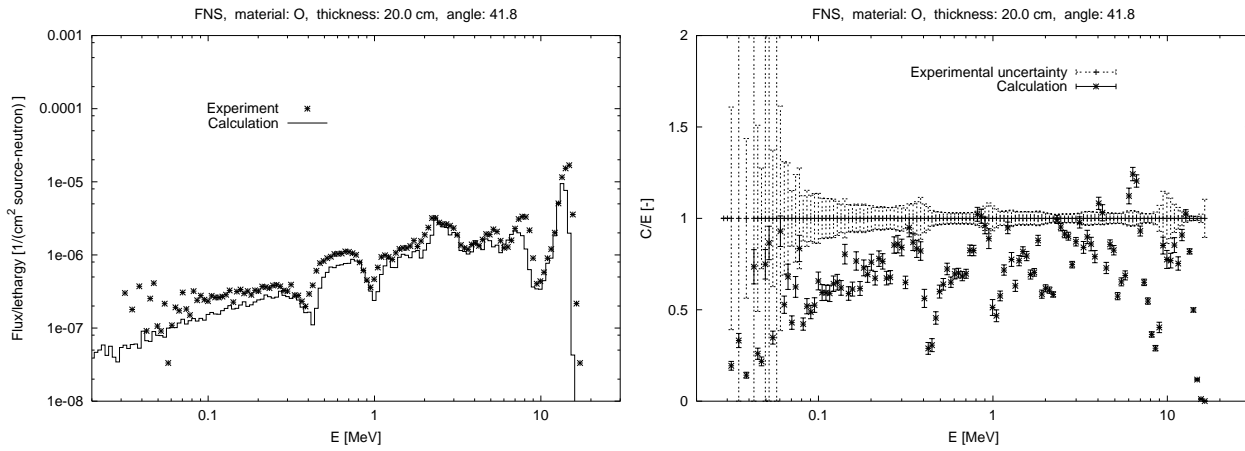 FNS, material: O, thickness: 20.0 cm, angle: 41.8
0.001
0.0001
1e-05
1e-06
1e-07
1e-08
Flux/lethargy [1/(cm² source-neutron) ]
Experiment
Calculation
0.1
1
10
E [MeV]
FNS, material: O, thickness: 20.0 cm, angle: 41.8
2
1.5
1
0.5
0
C/E [-]
Experimental uncertainty
Calculation
0.1
1
10
E [MeV]